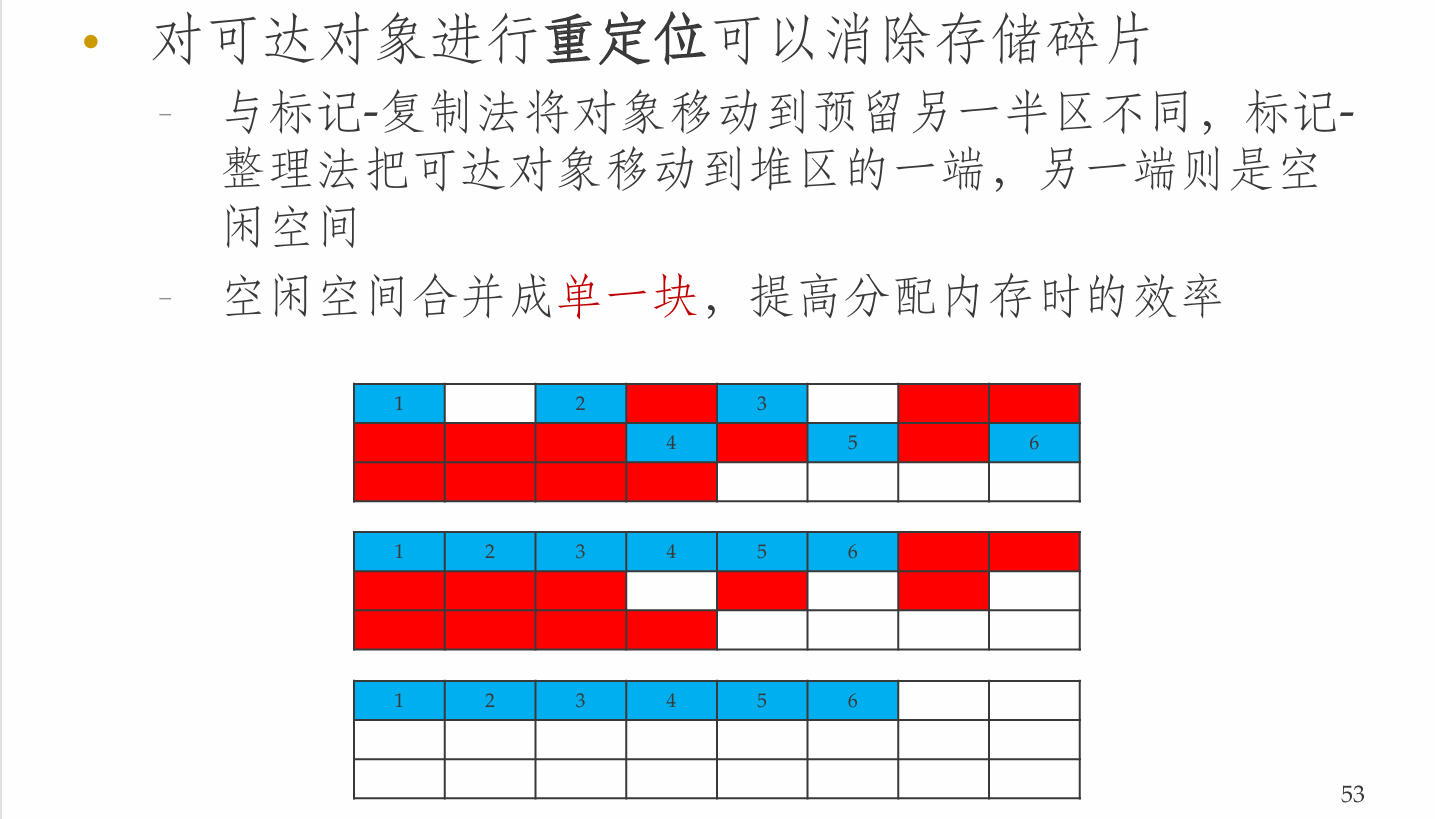 • 对可达对象进行重定位可以消除存储碎片
– 与标记-复制法将对象移动到预留另一半区不同，标记-
整理法把可达对象移动到堆区的一端，另一端则是空
闲空间
– 空闲空间合并成单一块，提高分配内存时的效率
1 2 3
4 5 6
1 2 3 4 5 6
1 2 3 4 5 6
53